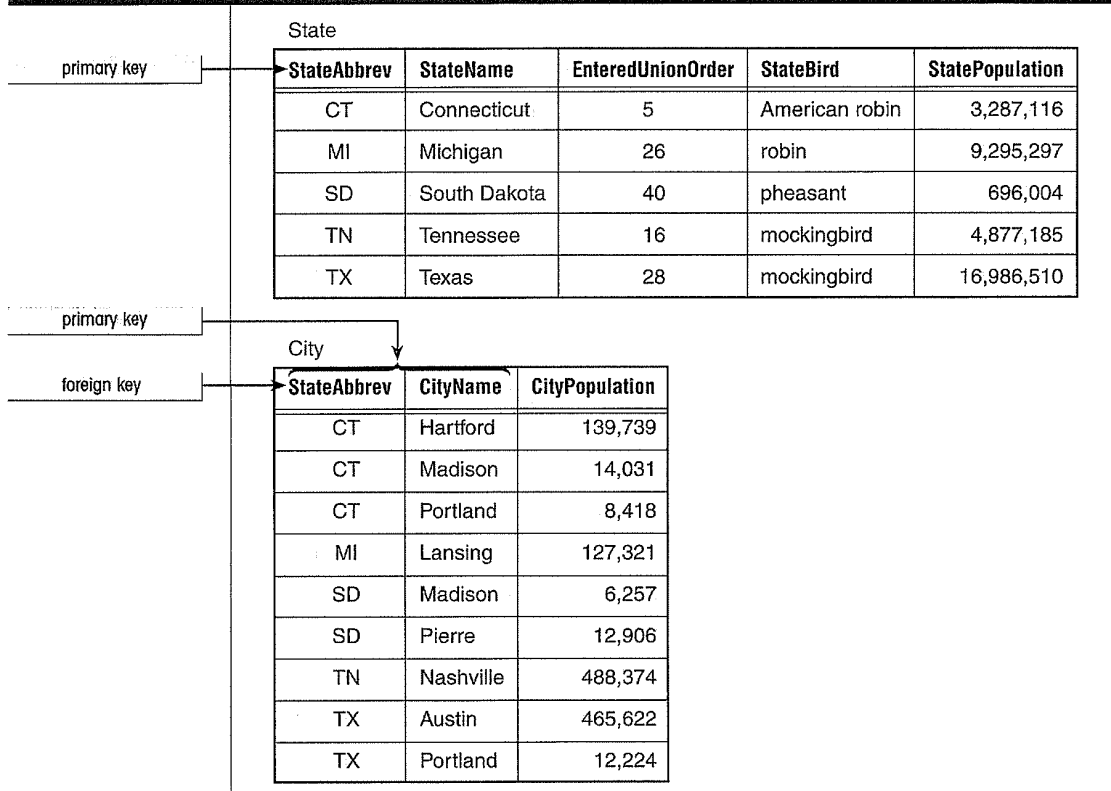 State
primary key
StateAbbrev StateName EnteredUnionOrder StateBird StatePopulation
CT Connecticut 5 American robin 3,287,116
MI Michigan 26 robin 9,295,297
SD South Dakota 40 pheasant 696,004
TN Tennessee 16 mockingbird 4,877,185
TX Texas 28 mockingbird 16,986,510
primary key
City
foreign key
StateAbbrev CityName CityPopulation
CT Hartford 139,739
CT Madison 14,031
CT Portland 8,418
MI Lansing 127,321
SD Madison 6,257
SD Pierre 12,906
TN Nashville 488,374
TX Austin 465,622
TX Portland 12,224